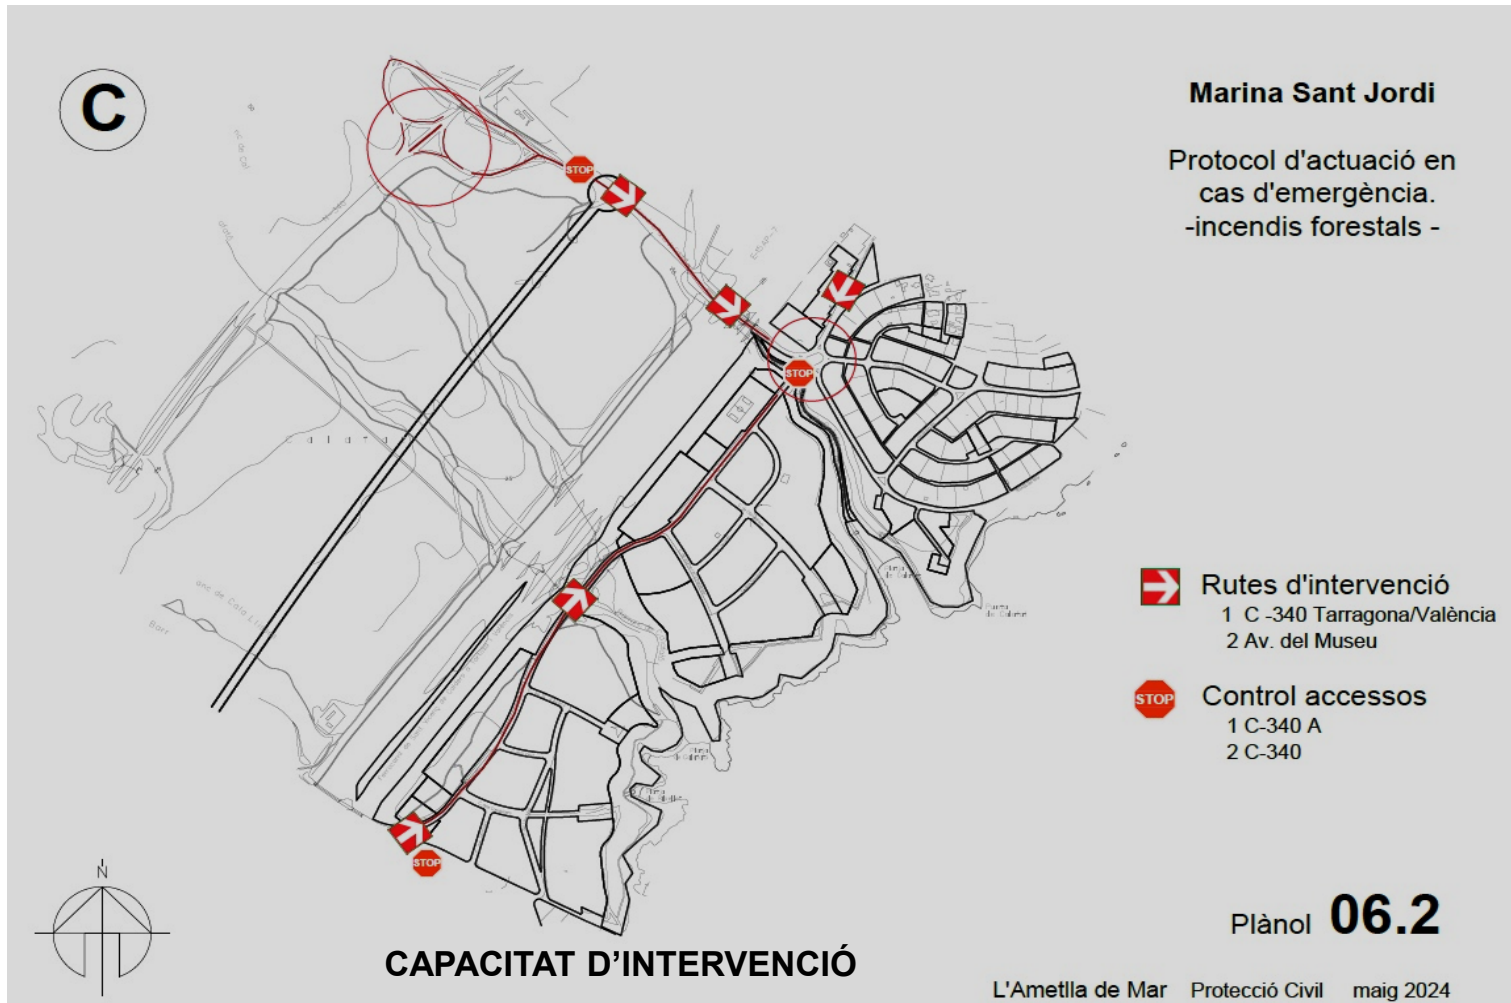 C
Marina Sant Jordi
Protocol d'actuació en
cas d'emergència.
-incendis forestals -
STOP
N-340
STOP
Rutes d'intervenció
1 C -340 Tarragona/València
2 Av. del Museu
STOP
Control accessos
1 C-340 A
2 C-340
STOP
N
Plànol 06.2
CAPACITAT D'INTERVENCIÓ
L'Ametlla de Mar Protecció Civil maig 2024